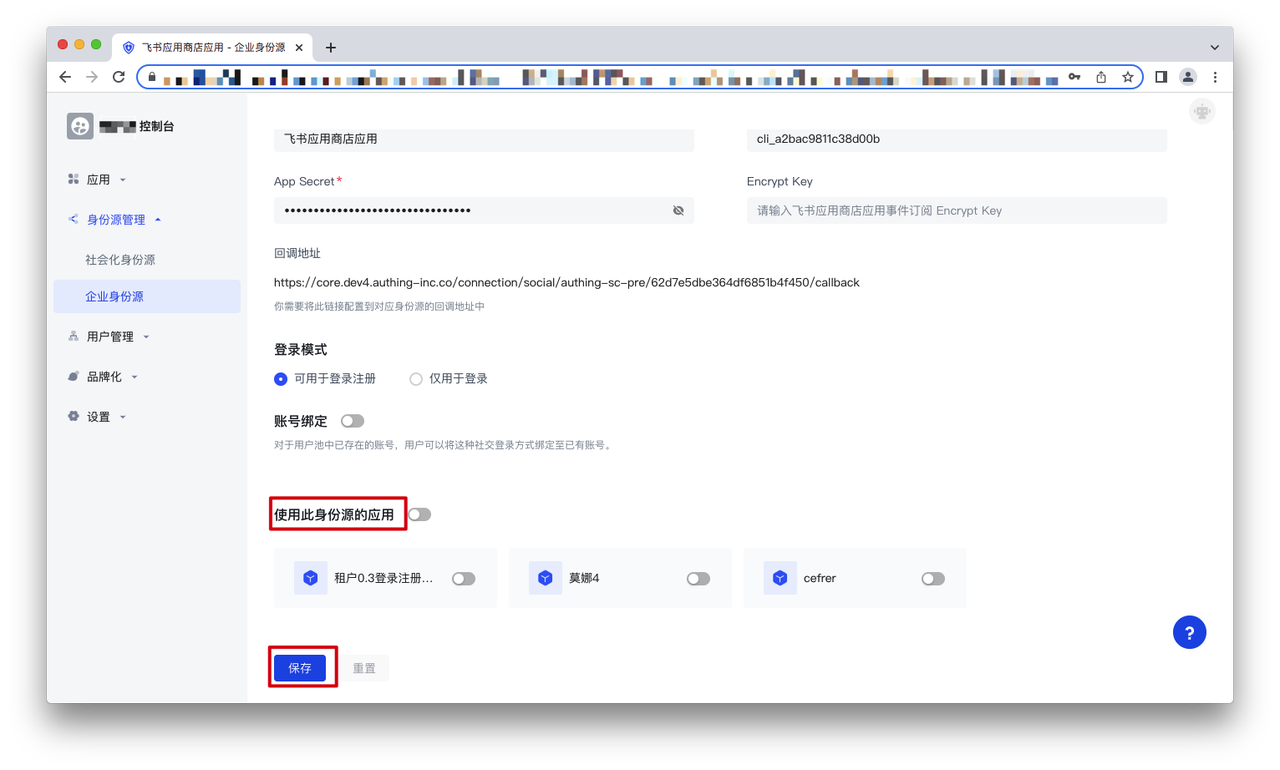 飞书应用商店应用 - 企业身份源
控制台
应用
身份源管理
社会化身份源
企业身份源
用户管理
品牌化
设置
飞书应用商店应用
cli_a2bac9811c38d00b
App Secret*
Encrypt Key
••••••••••••••••••••••••••••••••
请输入飞书应用商店应用事件订阅 Encrypt Key
回调地址
https://core.dev4.authing-inc.co/connection/social/authing-sc-pre/62d7e5dbe364df6851b4f450/callback
你需要将此链接配置到对应身份源的回调地址中
登录模式
可用于登录注册
仅用于登录
账号绑定
对于用户池中已存在的账号，用户可以将这种社交登录方式绑定至已有账号。
使用此身份源的应用
租户0.3登录注册...
莫娜4
cefrer
保存
重置
?